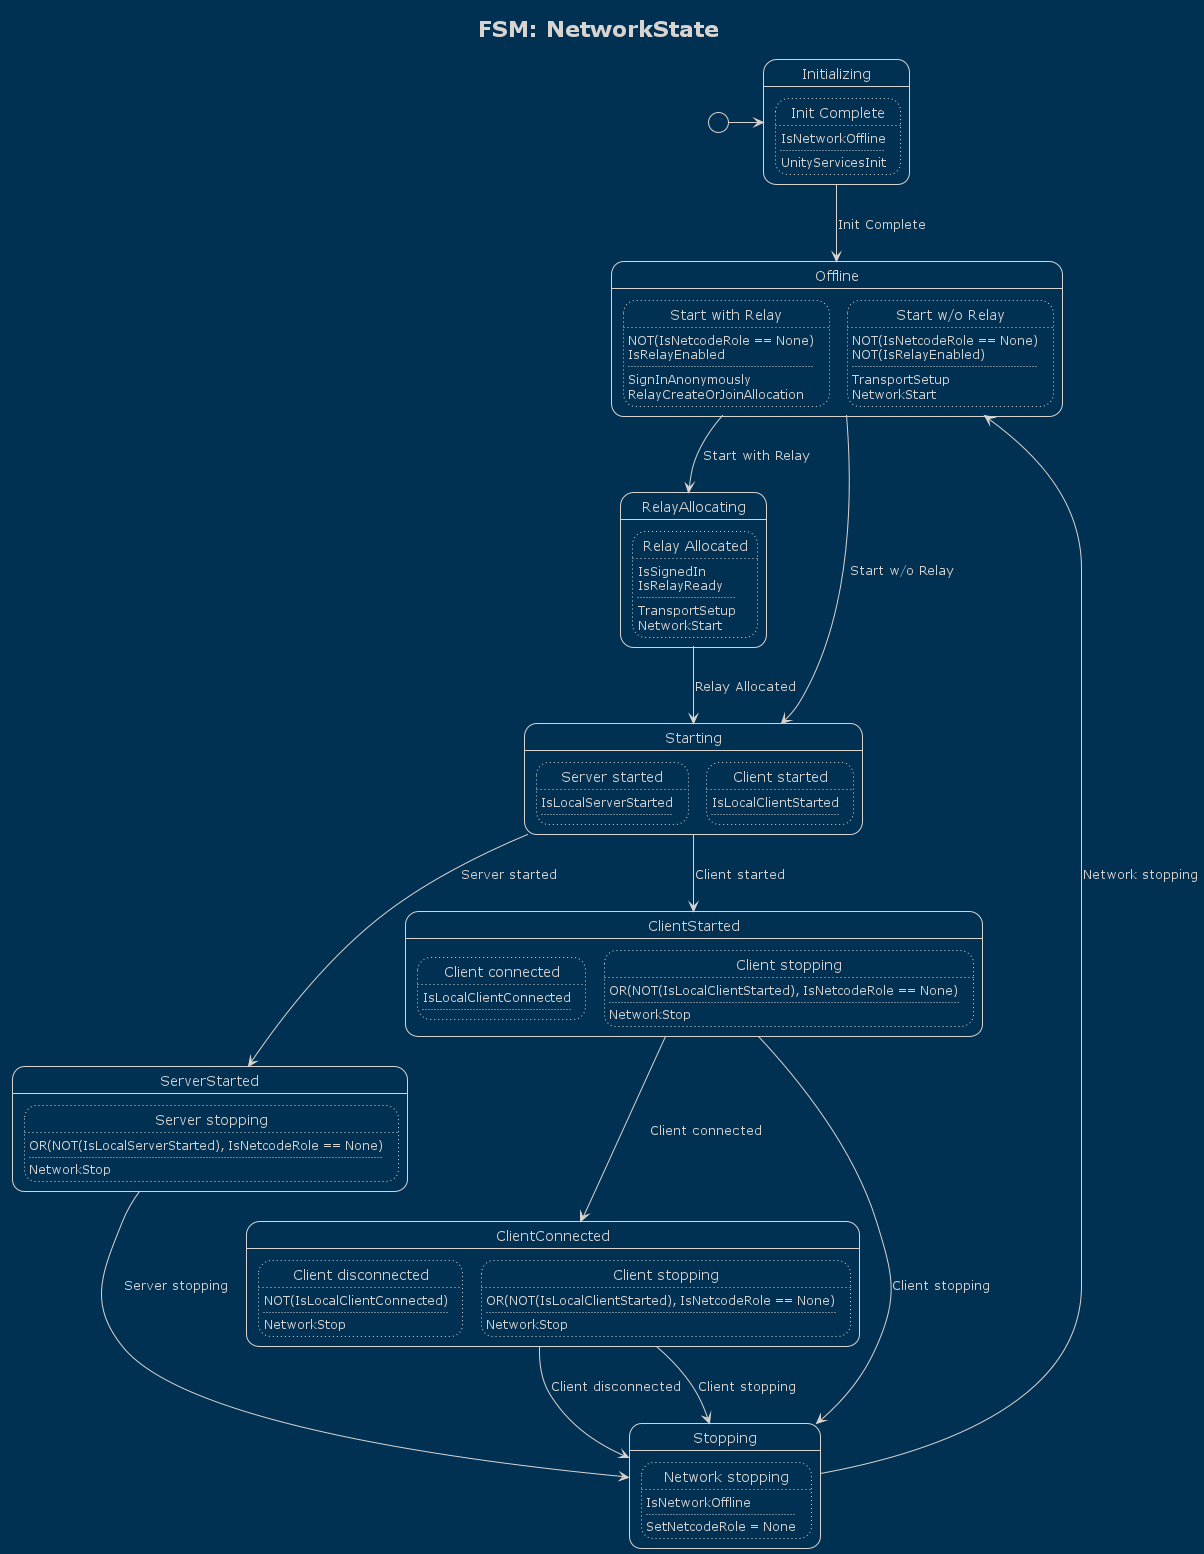 FSM: NetworkState
Initializing
Init Complete
IsNetworkOffline
UnityServicesInit
Init Complete
Offline
Start with Relay
NOT(IsNetcodeRole == None)
IsRelayEnabled
SignInAnonymously
RelayCreateOrJoinAllocation
Start w/o Relay
NOT(IsNetcodeRole == None)
NOT(IsRelayEnabled)
TransportSetup
NetworkStart
Start with Relay
RelayAllocating
Relay Allocated
IsSignedIn
IsRelayReady
TransportSetup
NetworkStart
Start w/o Relay
Relay Allocated
Starting
Server started
IsLocalServerStarted
Client started
IsLocalClientStarted
Server started
Client started
Network stopping
ClientStarted
Client connected
IsLocalClientConnected
Client stopping
OR(NOT(IsLocalClientStarted), IsNetcodeRole == None)
NetworkStop
ServerStarted
Server stopping
OR(NOT(IsLocalServerStarted), IsNetcodeRole == None)
NetworkStop
Client connected
ClientConnected
Client disconnected
NOT(IsLocalClientConnected)
NetworkStop
Client stopping
OR(NOT(IsLocalClientStarted), IsNetcodeRole == None)
NetworkStop
Server stopping
Client stopping
Client disconnected
Client stopping
Stopping
Network stopping
IsNetworkOffline
SetNetcodeRole = None